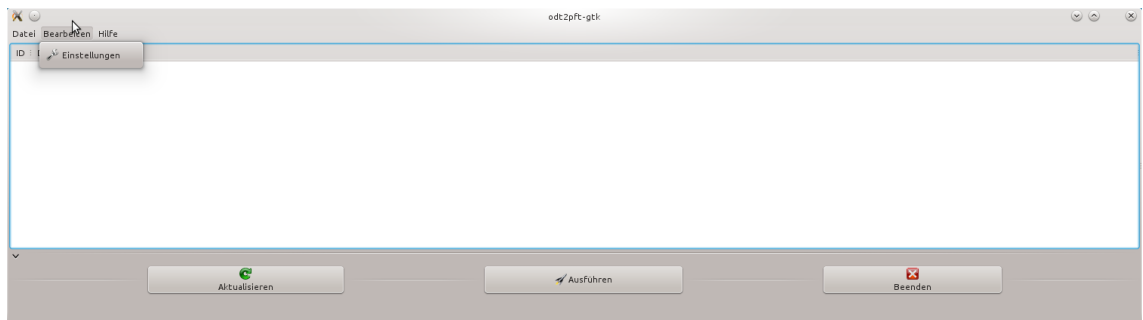 odt2pft-gtk
Datei Bearbeiten Hilfe
ID
Einstellungen
Aktualisieren
Ausführen
Beenden